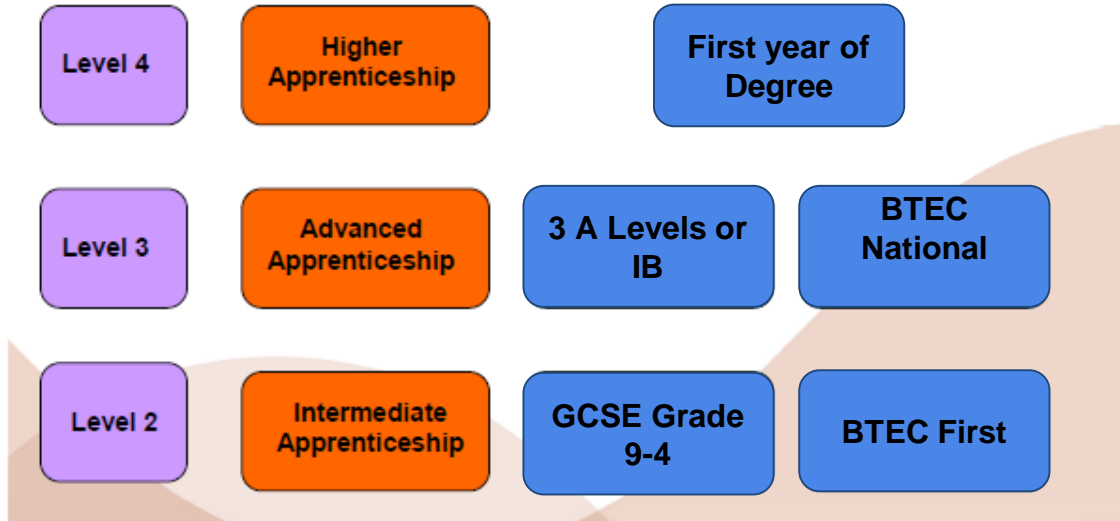 Level 4
Higher
Apprenticeship
First year of
Degree
Level 3
Advanced
Apprenticeship
3 A Levels or
IB
BTEC
National
Level 2
Intermediate
Apprenticeship
GCSE Grade
9-4
BTEC First